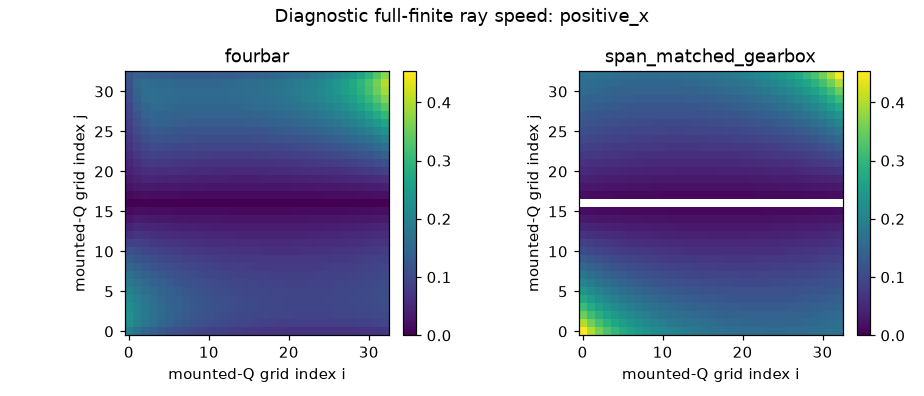 Diagnostic full-finite ray speed: positive_x
fourbar
mounted-Q grid index j
30
25
20
15
10
5
0
0 10 20 30
mounted-Q grid index i
0.4
0.3
0.2
0.1
0.0
span_matched_gearbox
mounted-Q grid index j
30
25
20
15
10
5
0
0 10 20 30
mounted-Q grid index i
0.4
0.3
0.2
0.1
0.0